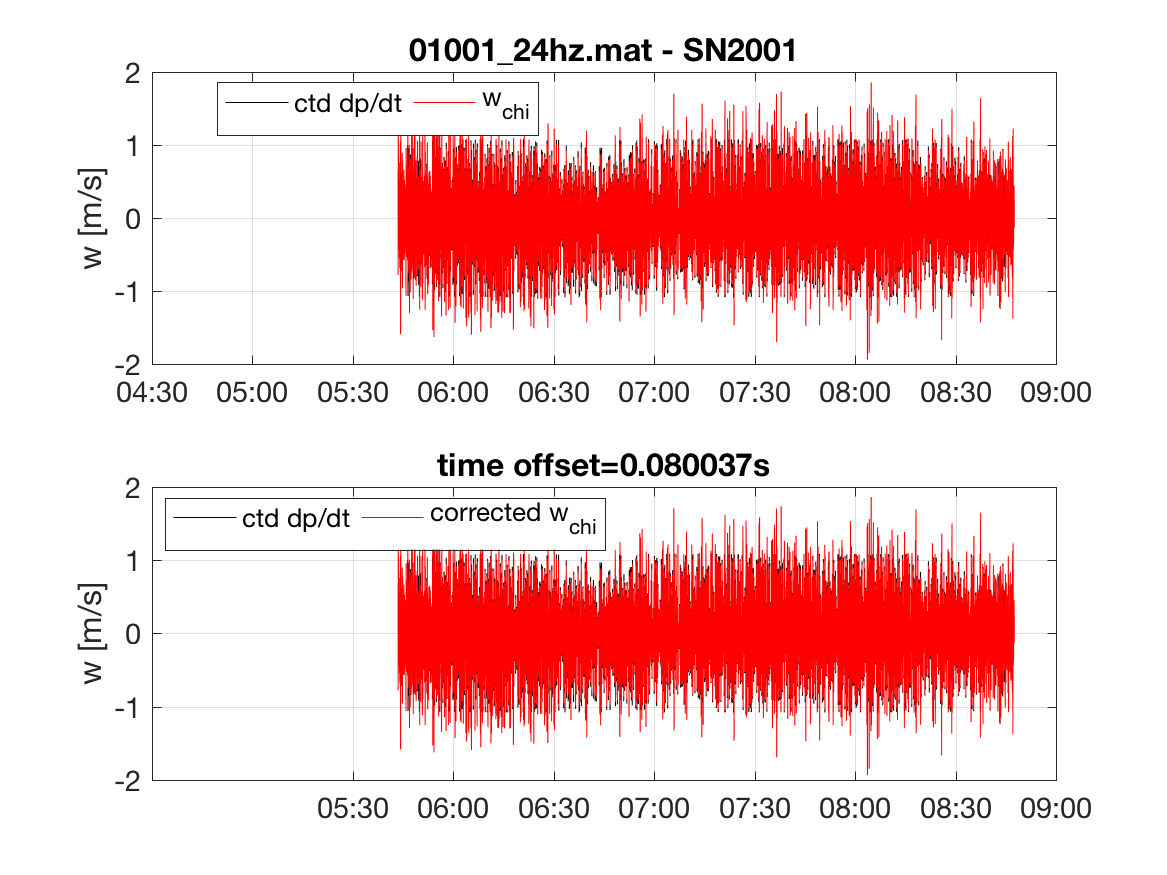 01001_24hz.mat - SN2001
ctd dp/dt w_chi
w [m/s]
2
1
0
-1
-2
04:30 05:00 05:30 06:00 06:30 07:00 07:30 08:00 08:30 09:00
time offset=0.080037s
ctd dp/dt corrected w_chi
w [m/s]
2
1
0
-1
-2
05:30 06:00 06:30 07:00 07:30 08:00 08:30 09:00